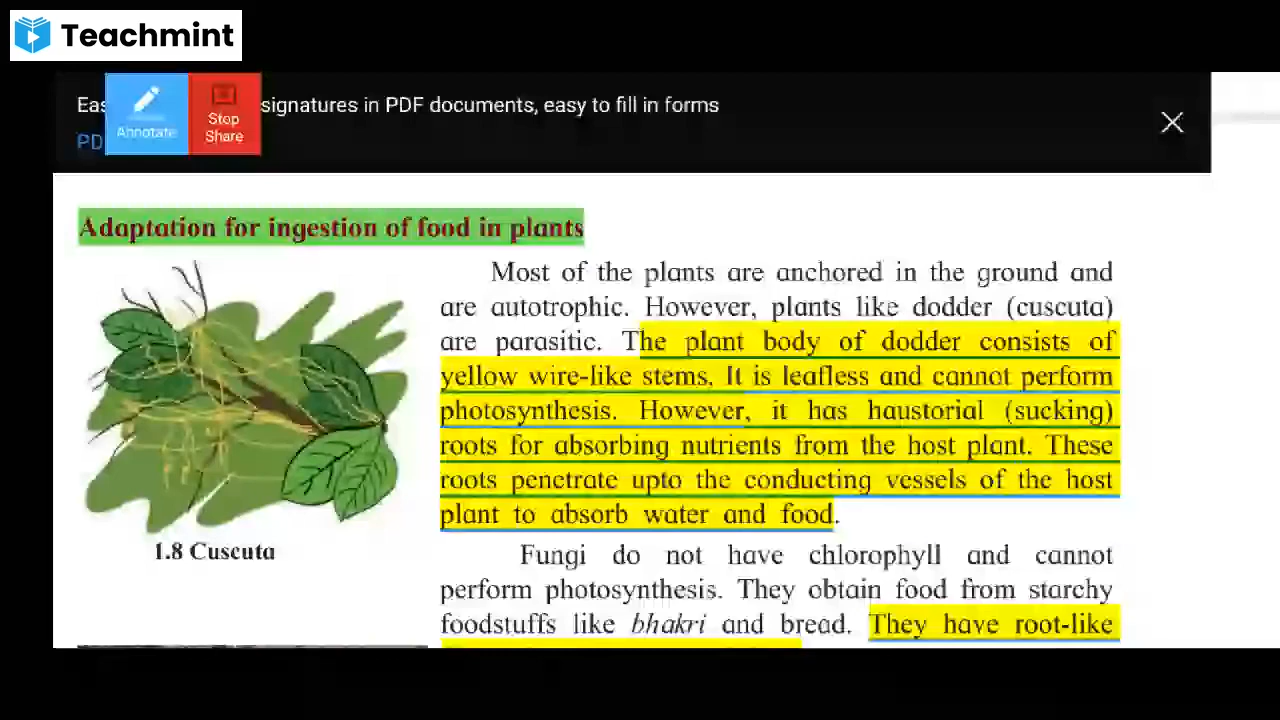 Teachmint
Eas
signatures in PDF documents, easy to fill in forms
PD
Annotate
Stop
Share
Adaptation for ingestion of food in plants
Most of the plants are anchored in the ground and
are autotrophic. However, plants like dodder (cuscuta)
are parasitic. The plant body of dodder consists of
yellow wire-like stems. It is leafless and cannot perform
photosynthesis. However, it has haustorial (sucking)
roots for absorbing nutrients from the host plant. These
roots penetrate upto the conducting vessels of the host
plant to absorb water and food.
1.8 Cuscuta
Fungi do not have chlorophyll and cannot
perform photosynthesis. They obtain food from starchy
foodstuffs like bhakri and bread. They have root-like